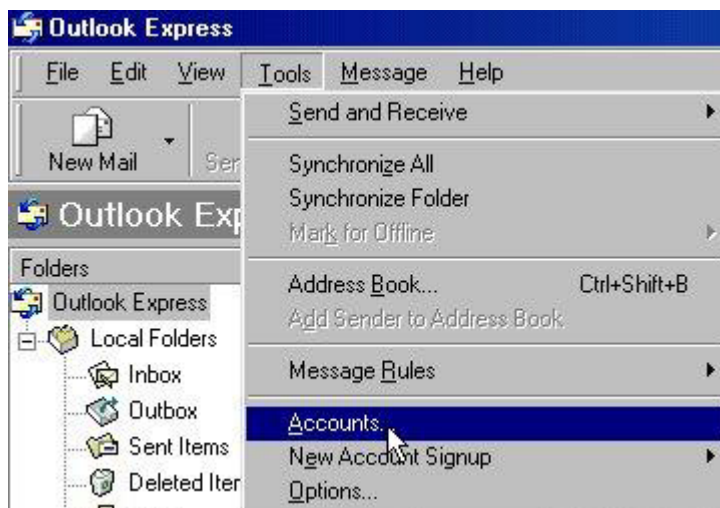 Outlook Express
File Edit View Tools Message Help
New Mail
Send and Receive
Synchronize All
Synchronize Folder
Mark for Offline
Outlook
Folders
Address Book... Ctrl+Shift+B
Add Sender to Address Book
Outlook Express
Local Folders
Inbox
Message Rules
Outbox
Accounts...
Sent Items
New Account Signup
Deleted
Options...